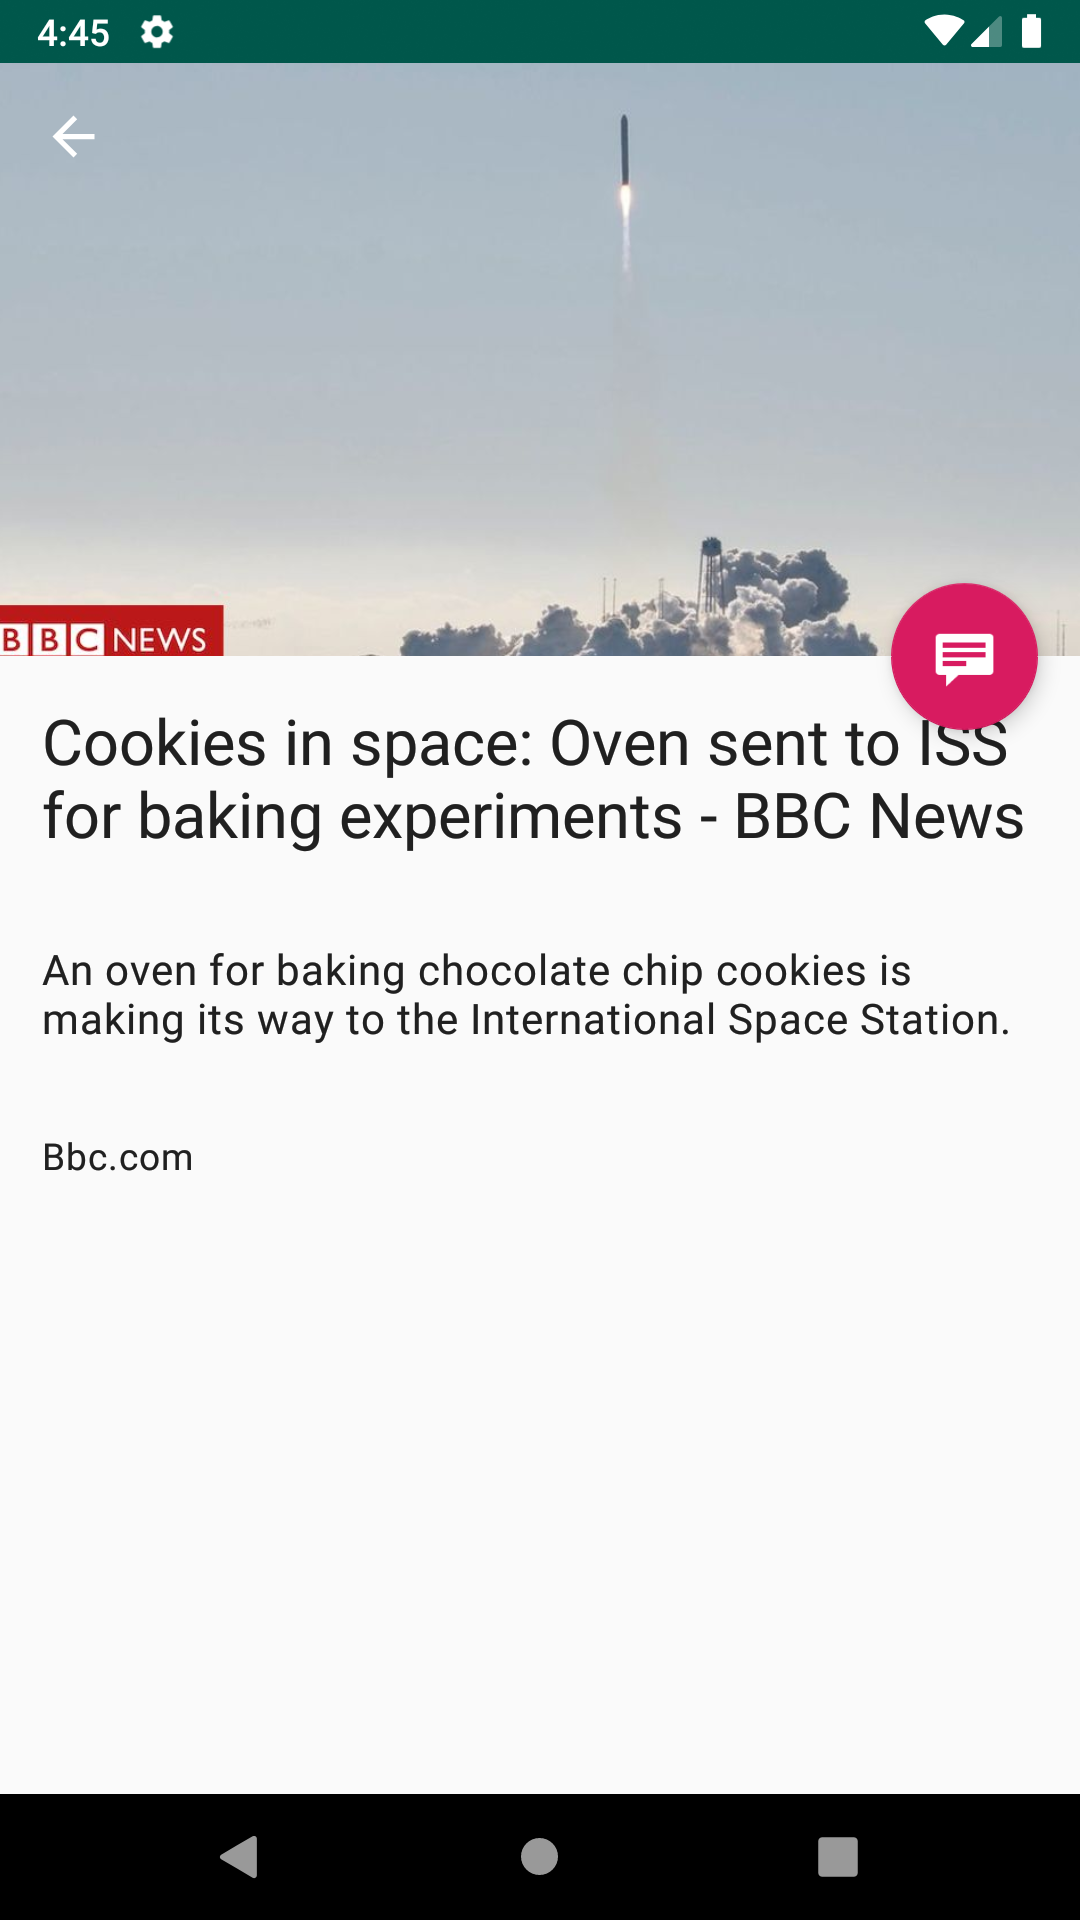 4:45
BBC NEWS
Cookies in space: Oven sent to ISS
for baking experiments - BBC News
An oven for baking chocolate chip cookies is
making its way to the International Space Station.
Bbc.com